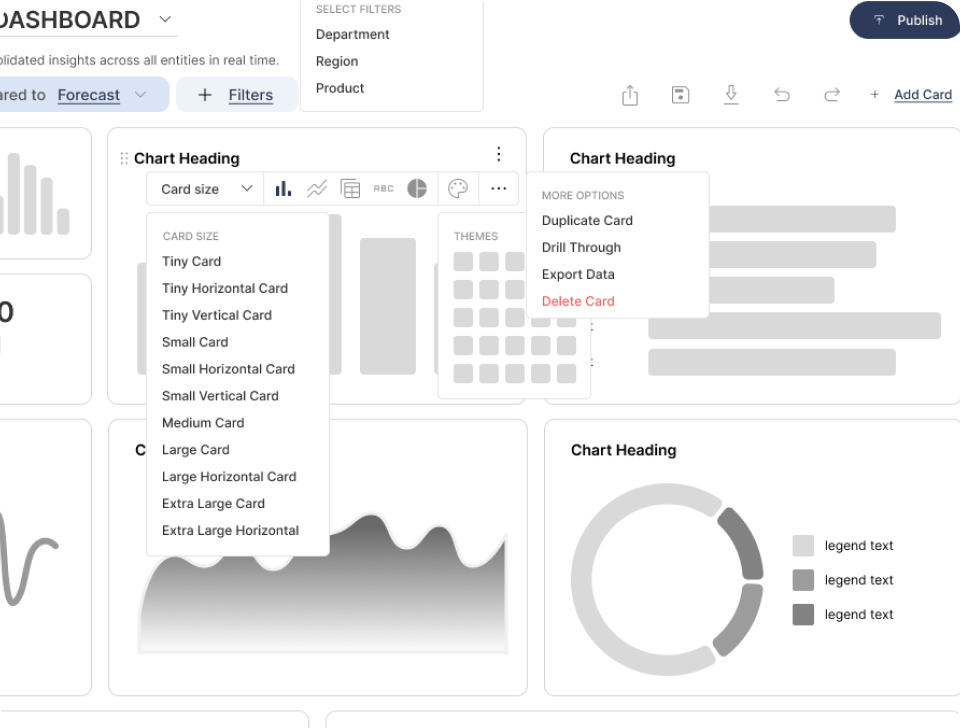 DASHBOARD
SELECT FILTERS
Department
Region
Product
Publish
across all entities in real time.
insights
to Forecast
+ Filters
+ Add Card
Chart Heading
Chart Heading
Card size
ABC
MORE OPTIONS
Duplicate Card
Drill Through
Export Data
Delete Card
CARD SIZE
Tiny Card
Tiny Horizontal Card
Tiny Vertical Card
Small Card
Small Horizontal Card
Small Vertical Card
Medium Card
Large Card
Large Horizontal Card
Extra Large Card
Extra Large Horizontal
THEMES
0
C
Chart Heading
legend text
legend text
legend text